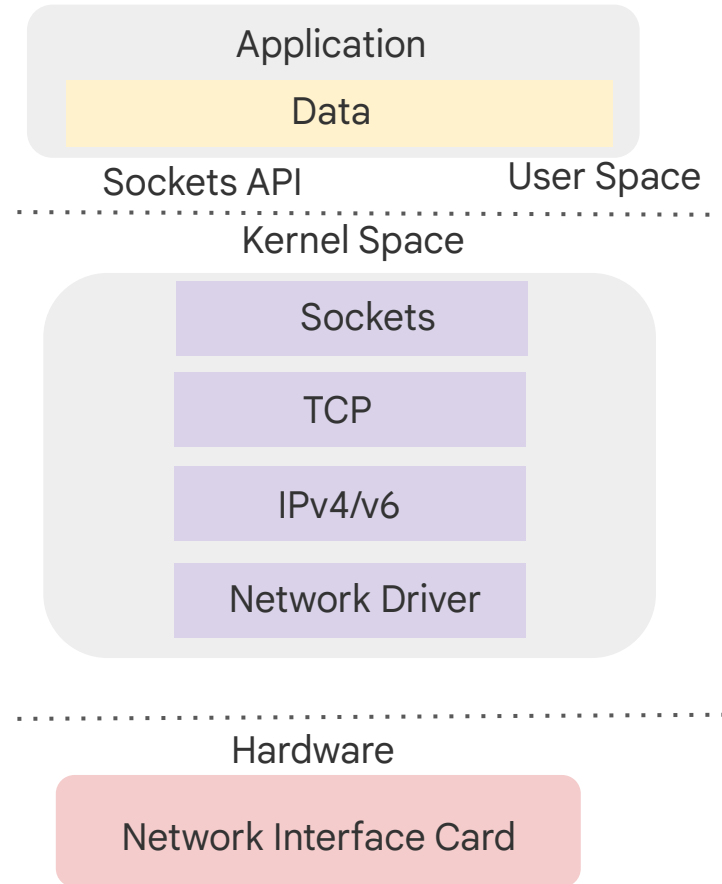 Application
Data
Sockets API
User Space
Kernel Space
Sockets
TCP
IPv4/v6
Network Driver
Hardware
Network Interface Card